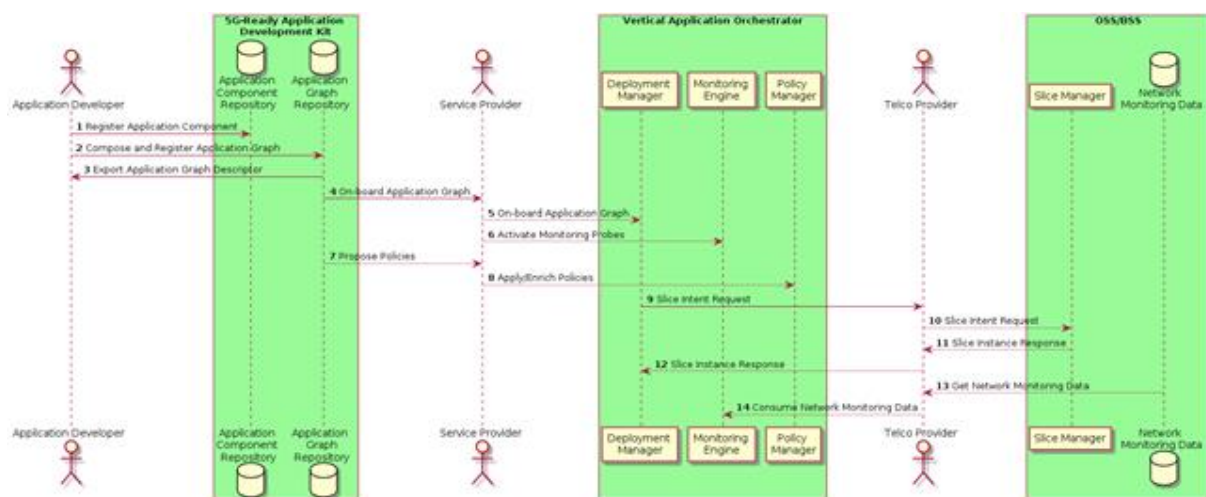 5G-Ready Application
Development Kit
Vertical Application Orchestrator
OSS/BSS
Application Developer
Application
Component
Repository
Application
Graph
Repository
Service Provider
Deployment
Manager
Monitoring
Engine
Policy
Manager
Telco Provider
Slice Manager
Network
Monitoring Data
1 Register Application Component
2 Compose and Register Application Graph
3 Export Application Graph Descriptor
4 On-board Application Graph
5 On-board Application Graph
6 Activate Monitoring Probes
7 Propose Policies
8 Apply/Enrich Policies
9 Slice Intent Request
10 Slice Intent Request
11 Slice Instance Response
12 Slice Instance Response
13 Get Network Monitoring Data
14 Consume Network Monitoring Data
Application Developer
Application
Component
Repository
Application
Graph
Repository
Service Provider
Deployment
Manager
Monitoring
Engine
Policy
Manager
Telco Provider
Slice Manager
Network
Monitoring Data